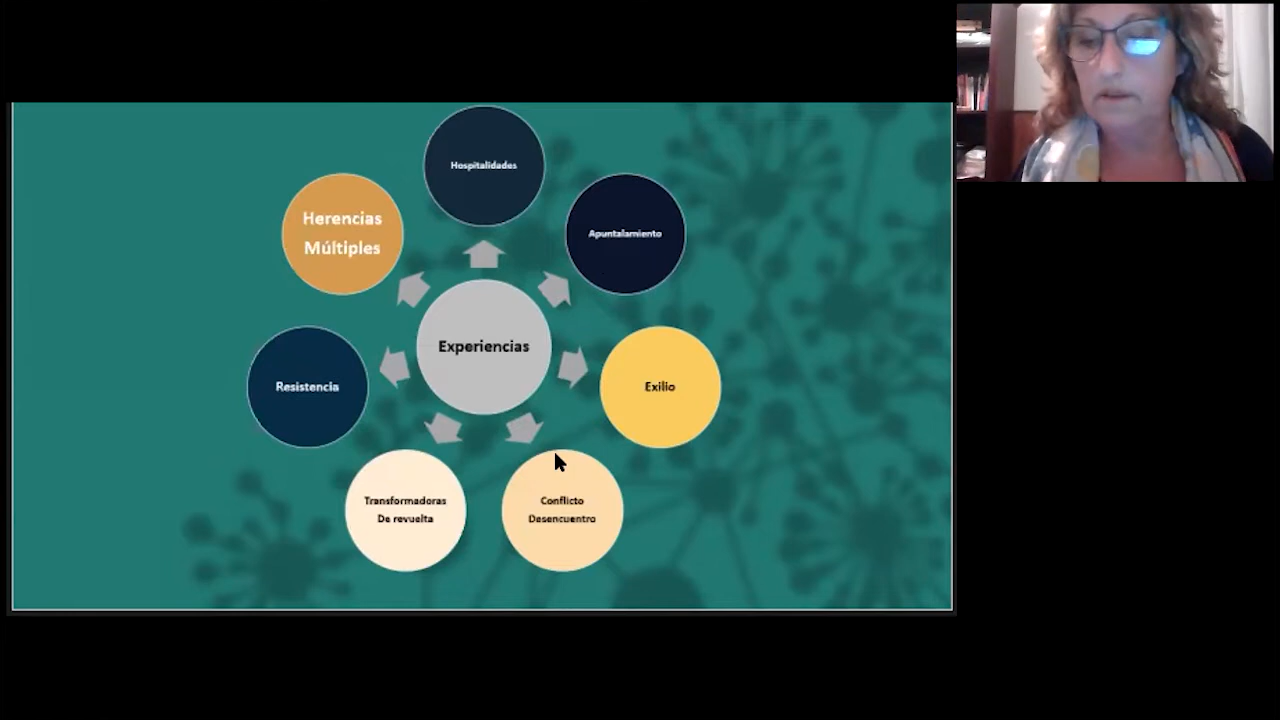 Hospitalidades
Herencias
Múltiples
Apuntalamiento
Experiencias
Resistencia
Exilio
Transformadoras
De revuelta
Conflicto
Desencuentro